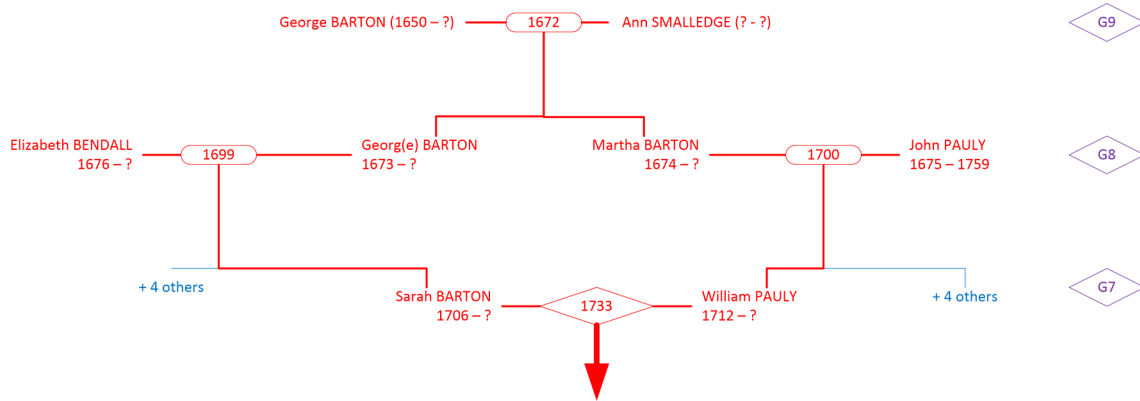 George BARTON (1650 – ?)
1672
Ann SMALLEDGE (? - ?)
G9
Elizabeth BENDALL
1676 – ?
1699
Georg(e) BARTON
1673 – ?
Martha BARTON
1674 – ?
1700
John PAULY
1675 – 1759
G8
+ 4 others
Sarah BARTON
1706 – ?
1733
William PAULY
1712 – ?
+ 4 others
G7